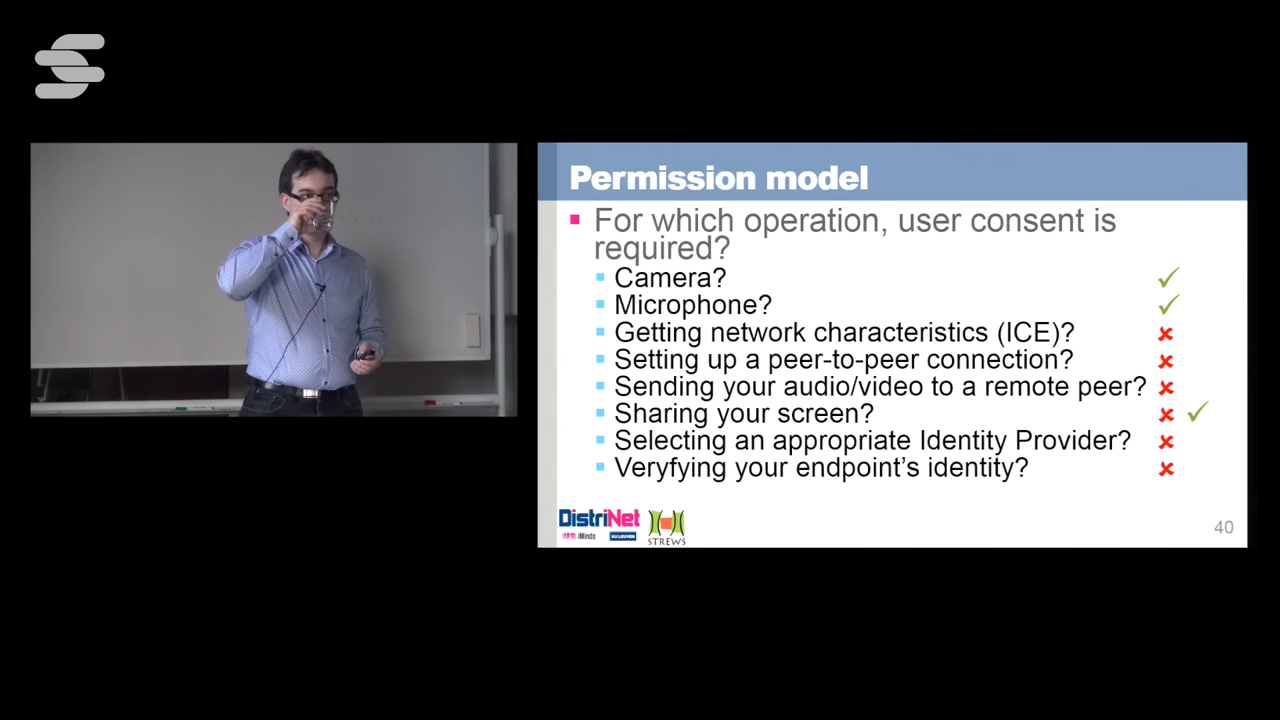 Permission model
For which operation, user consent is
required?
Camera?
Microphone?
Getting network characteristics (ICE)?
Setting up a peer-to-peer connection?
Sending your audio/video to a remote peer?
Sharing your screen?
Selecting an appropriate Identity Provider?
Veryfying your endpoint's identity?
DistriNet
iMinds
KU LEUVEN
STREWS
40